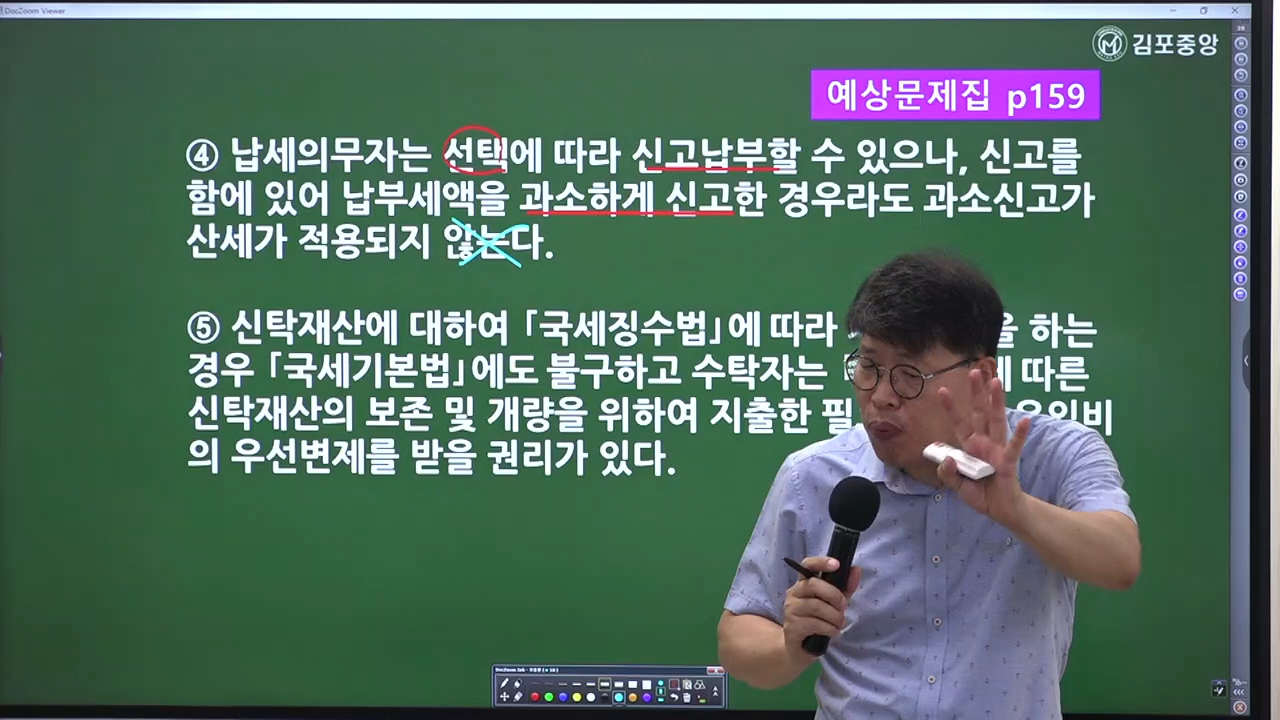 DocZoom Viewer
김포중앙
예상문제집 p159
④ 납세의무자는 선택에 따라 신고납부할 수 있으나, 신고를
함에 있어 납부세액을 과소하게 신고한 경우라도 과소신고가
산세가 적용되지 않는다.
⑤ 신탁재산에 대하여 「국세징수법」에 따라 을 하는
경우 「국세기본법」에도 불구하고 수탁자는 따른
신탁재산의 보존 및 개량을 위하여 지출한 필
의 우선변제를 받을 권리가 있다.